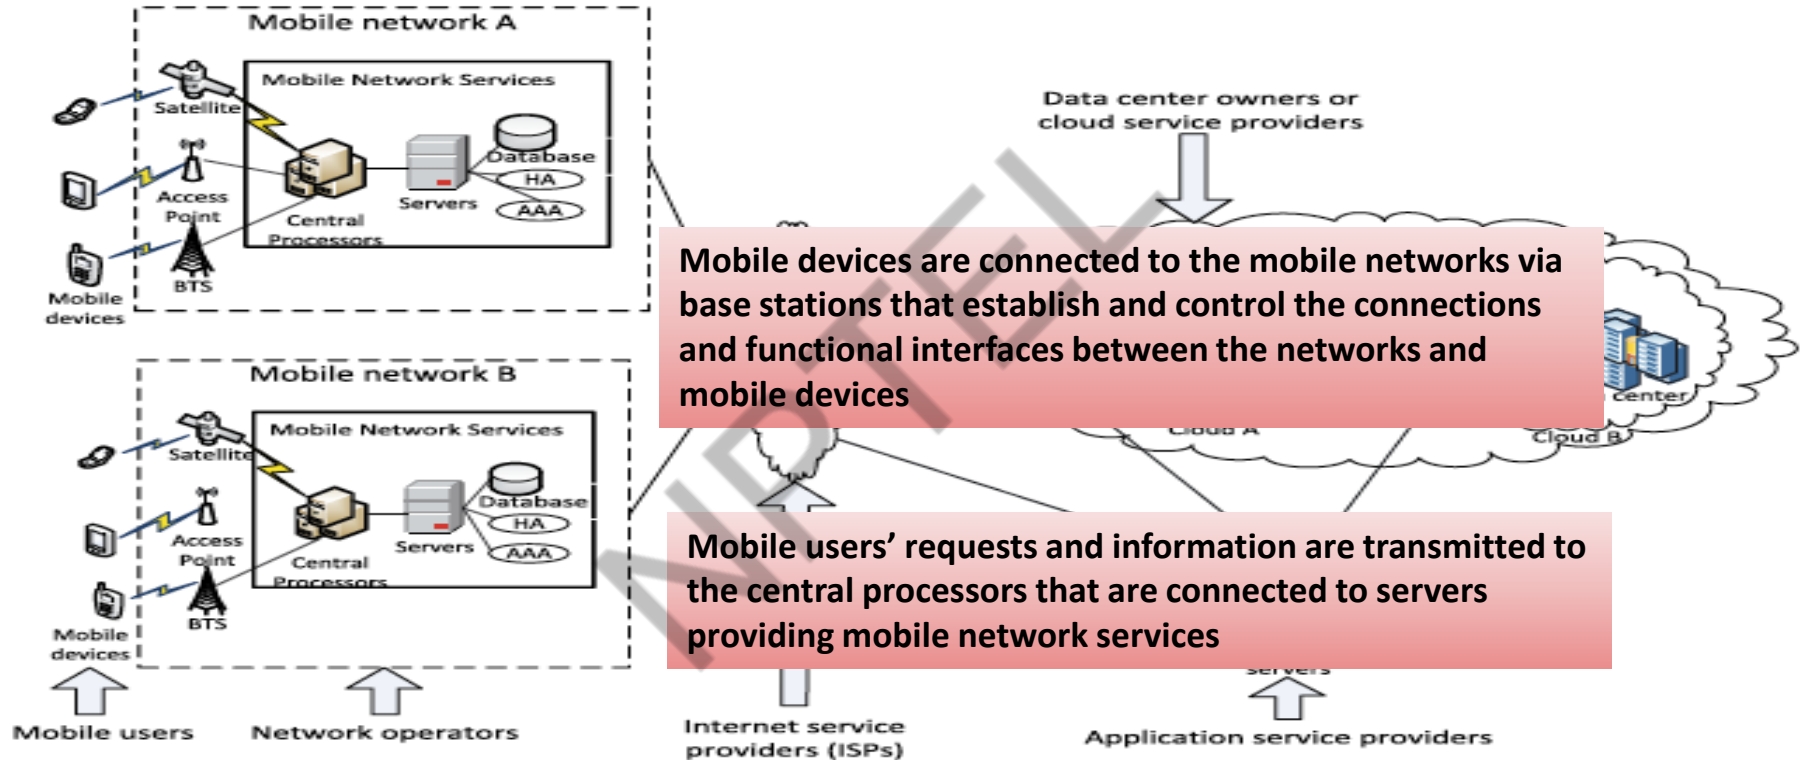 Mobile network A
Mobile Network Services
Satellite
Database
HA
AAA
Access
Point
Central
Processors
Servers
BTS
Mobile
devices
Data center owners or
cloud service providers
Mobile devices are connected to the mobile networks via
base stations that establish and control the connections
and functional interfaces between the networks and
mobile devices
center
Cloud A
Cloud B
Mobile network B
Mobile Network Services
Satellite
Database
HA
AAA
Access
Point
Central
Processors
Servers
BTS
Mobile
devices
Mobile users’ requests and information are transmitted to
the central processors that are connected to servers
providing mobile network services
servers
Mobile users
Network operators
Internet service
providers (ISPs)
Application service providers
NPTEL